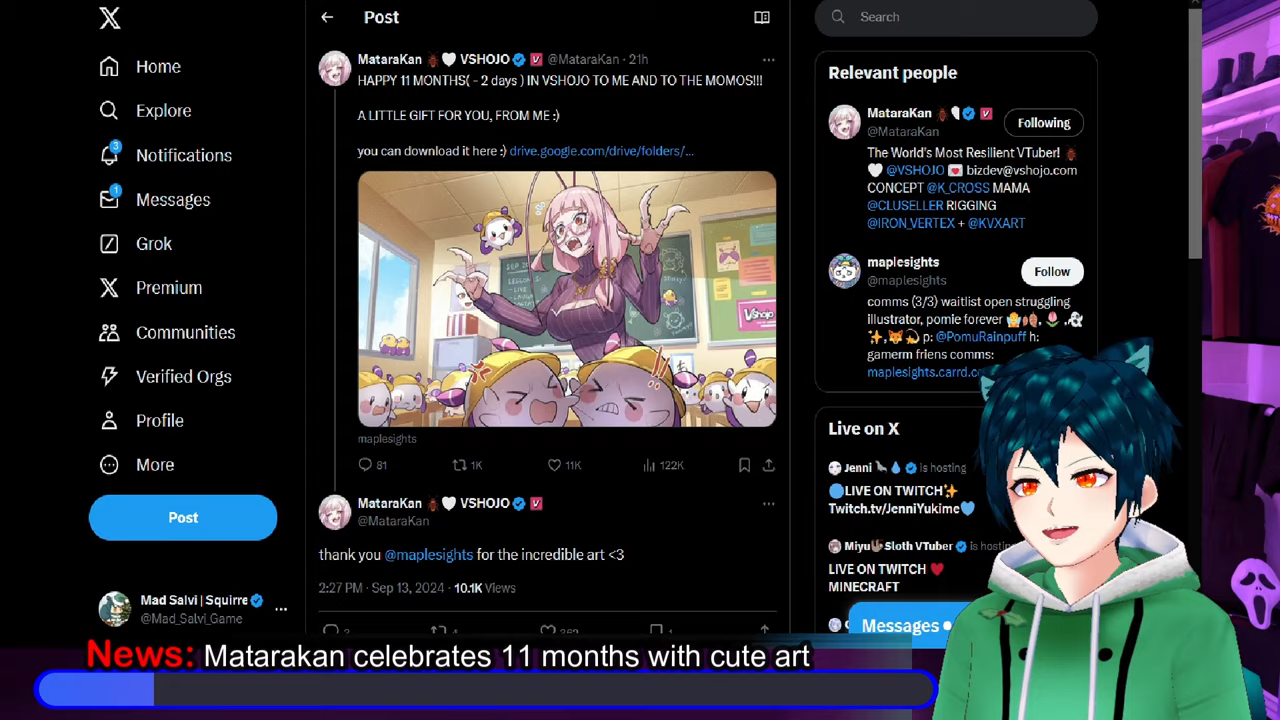 Home
Explore
3
Notifications
1
Messages
Grok
Premium
Communities
Verified Orgs
Profile
More
Post
Mad Salvi | Squirre
@Mad_Salvi_Game
Post
MataraKan VSHOJO @MataraKan · 21h
HAPPY 11 MONTHS( - 2 days ) IN VSHOJO TO ME AND TO THE MOMOS!!!
A LITTLE GIFT FOR YOU, FROM ME :)
you can download it here :) drive.google.com/drive/folders/...
VShojo
maplesights
81
1K
11K
122K
MataraKan VSHOJO
@MataraKan
thank you @maplesights for the incredible art <3
2:27 PM · Sep 13, 2024 · 10.1K Views
Search
Relevant people
MataraKan
@MataraKan
Following
The World's Most Resilient VTuber!
@VSHOJO bizdev@vshojo.com
CONCEPT @K_CROSS MAMA
@CLUSELLER RIGGING
@IRON_VERTEX + @KVXART
maplesights
@maplesights
Follow
comms (3/3) waitlist open struggling
illustrator, pomie forever
p: @PomuRainpuff h:
gamerm friens comms:
maplesights.carrd.c
Live on X
Jenni is hosting
LIVE ON TWITCH
Twitch.tv/JenniYukime
Miyu Sloth VTuber is hostin
LIVE ON TWITCH
MINECRAFT
Messages
News: Matarakan celebrates 11 months with cute art